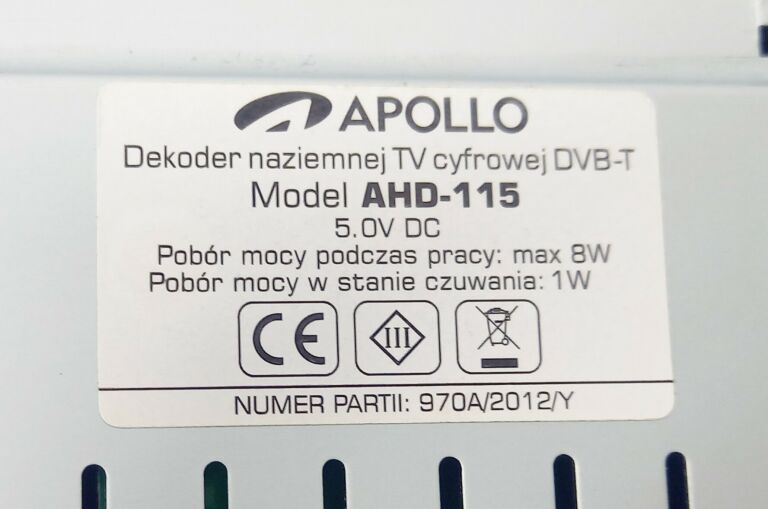 APOLLO
Dekoder naziemnej TV cyfrowej DVB-T
Model AHD-115
5.0V DC
Pobór mocy podczas pracy: max 8W
Pobór mocy w stanie czuwania: 1W
CE III
NUMER PARTII: 970A/2012/Y